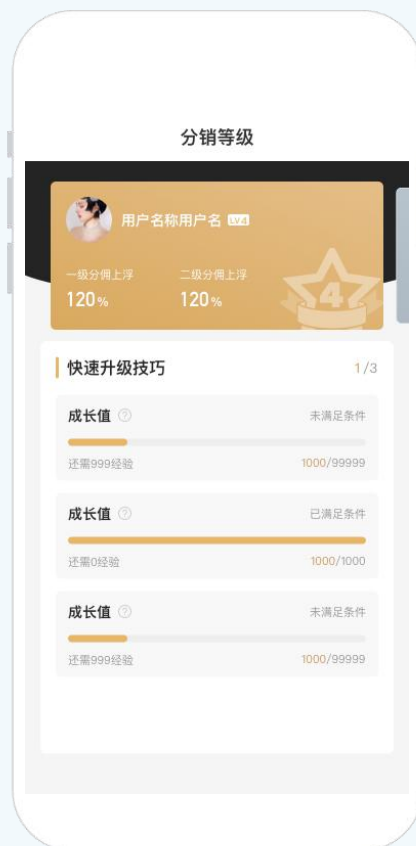 分销等级
用户名称用户名 LV.4
一级分佣上浮 二级分佣上浮
120% 120%
4
快速升级技巧 1/3
成长值 ? 未满足条件
还需999经验 1000/99999
成长值 ? 已满足条件
还需0经验 1000/1000
成长值 ? 未满足条件
还需999经验 1000/99999